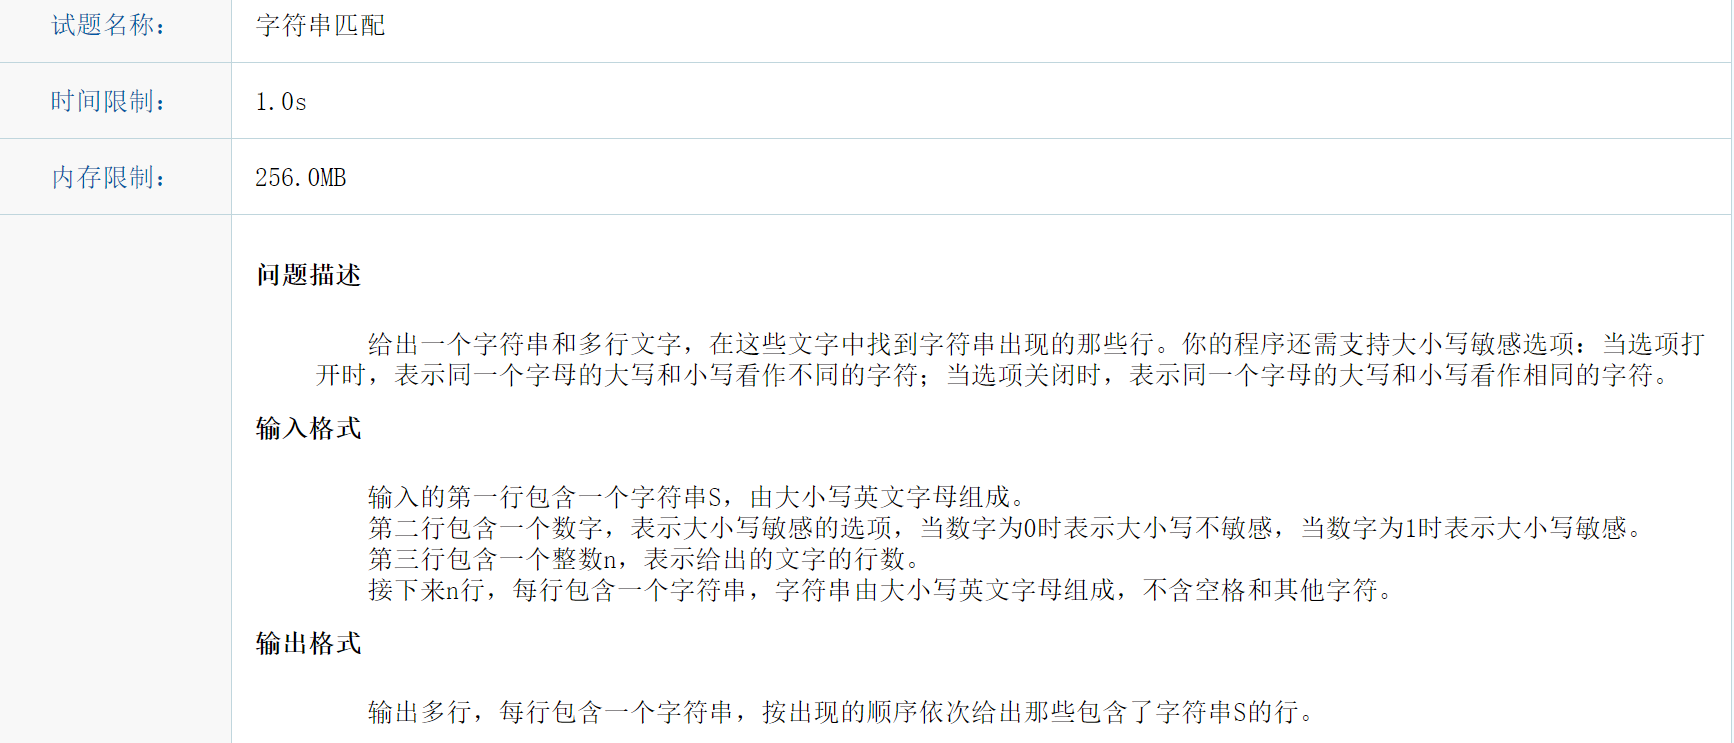 试题名称： 字符串匹配
时间限制： 1.0s
内存限制： 256.0MB
问题描述
给出一个字符串和多行文字，在这些文字中找到字符串出现的那些行。你的程序还需支持大小写敏感选项：当选项打
开时，表示同一个字母的大写和小写看作不同的字符；当选项关闭时，表示同一个字母的大写和小写看作相同的字符。
输入格式
输入的第一行包含一个字符串S，由大小写英文字母组成。
第二行包含一个数字，表示大小写敏感的选项，当数字为0时表示大小写不敏感，当数字为1时表示大小写敏感。
第三行包含一个整数n，表示给出的文字的行数。
接下来n行，每行包含一个字符串，字符串由大小写英文字母组成，不含空格和其他字符。
输出格式
输出多行，每行包含一个字符串，按出现的顺序依次给出那些包含了字符串S的行。